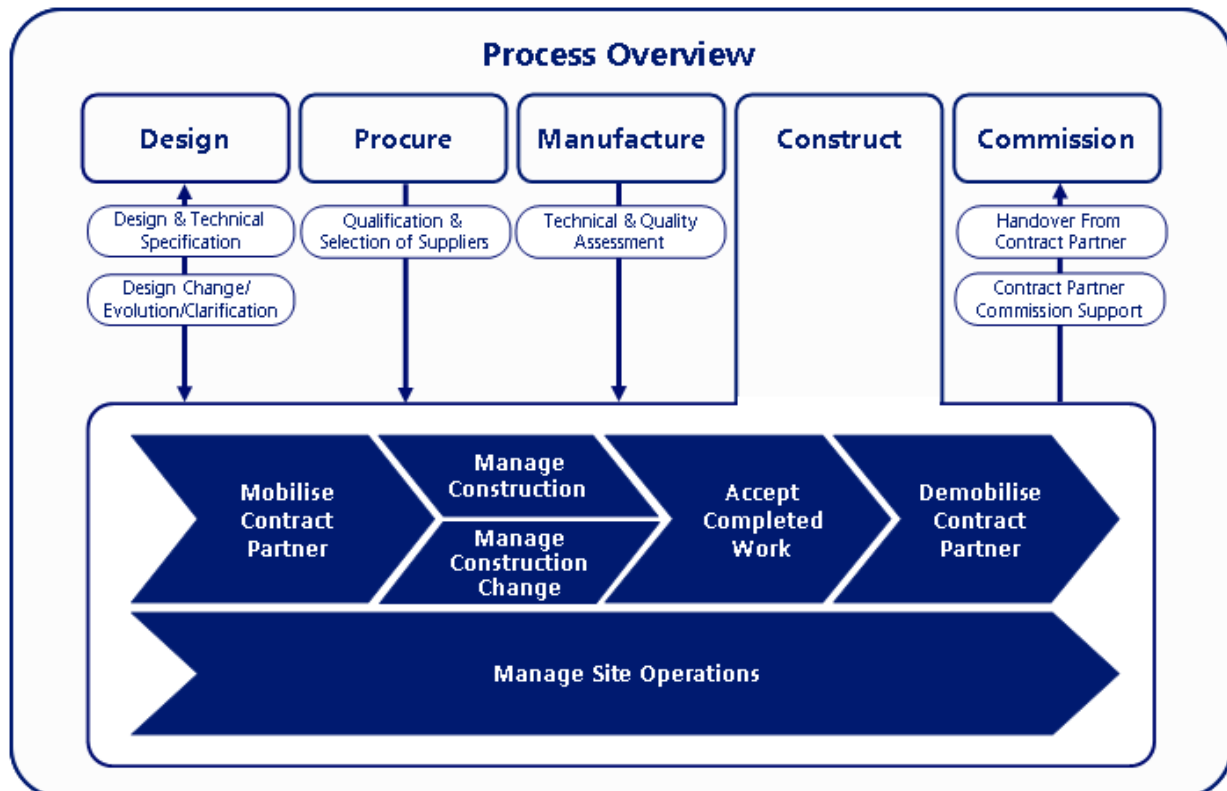 Process Overview
Design
Procure
Manufacture
Construct
Commission
Design & Technical
Specification
Qualification &
Selection of Suppliers
Technical & Quality
Assessment
Handover From
Contract Partner
Design Change/
Evolution/Clarification
Contract Partner
Commission Support
Mobilise
Contract
Partner
Manage
Construction
Manage
Construction
Change
Accept
Completed
Work
Demobilise
Contract
Partner
Manage Site Operations